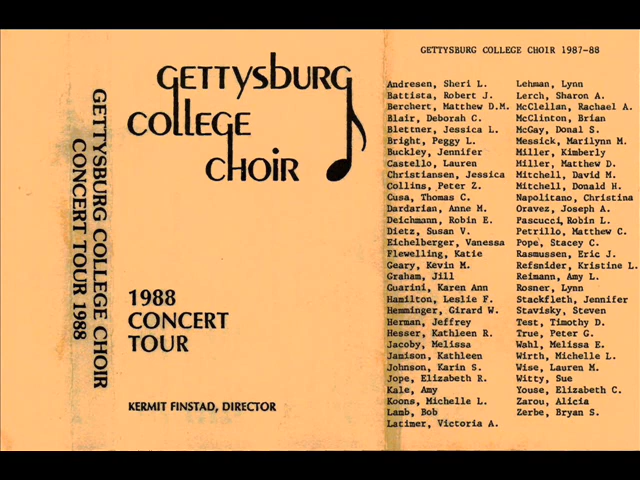 GETTYSBURG COLLEGE CHOIR
CONCERT TOUR 1988
GETTYSBURG
COLLEGE
CHOIR
1988
CONCERT
TOUR
KERMIT FINSTAD, DIRECTOR
GETTYSBURG COLLEGE CHOIR 1987-88
Andresen, Sheri L.
Battista, Robert J.
Berchert, Matthew D.M.
Blair, Deborah C.
Blettner, Jessica L.
Bright, Peggy L.
Buckley, Jennifer
Castello, Lauren
Christiansen, Jessica
Collins, Peter Z.
Cusa, Thomas C.
Dardarian, Anne M.
Deichmann, Robin E.
Dietz, Susan V.
Eichelberger, Vanessa
Flewelling, Katie
Geary, Kevin M.
Graham, Jill
Guarini, Karen Ann
Hamilton, Leslie F.
Hemminger, Girard W.
Herman, Jeffrey
Hesser, Kathleen R.
Jacoby, Melissa
Jamison, Kathleen
Johnson, Karin S.
Jope, Elizabeth R.
Kale, Amy
Koons, Michelle L.
Lamb, Bob
Latimer, Victoria A.
Lehman, Lynn
Lerch, Sharon A.
McClellan, Rachael A.
McClinton, Brian
McGay, Donal S.
Messick, Marilynn M.
Miller, Kimberly
Miller, Matthew D.
Mitchell, David M.
Mitchell, Donald H.
Napolitano, Christina
Oravez, Joseph A.
Pascucci, Robin L.
Petrillo, Matthew C.
Pope, Stacey C.
Rasmussen, Eric J.
Refsnider, Kristine L.
Reimann, Amy L.
Rosner, Lynn
Stackfleth, Jennifer
Stavisky, Steven
Test, Timothy D.
True, Peter G.
Wahl, Melissa E.
Wirth, Michelle L.
Wise, Lauren M.
Witty, Sue
Youse, Elizabeth C.
Zarou, Alicia
Zerbe, Bryan S.